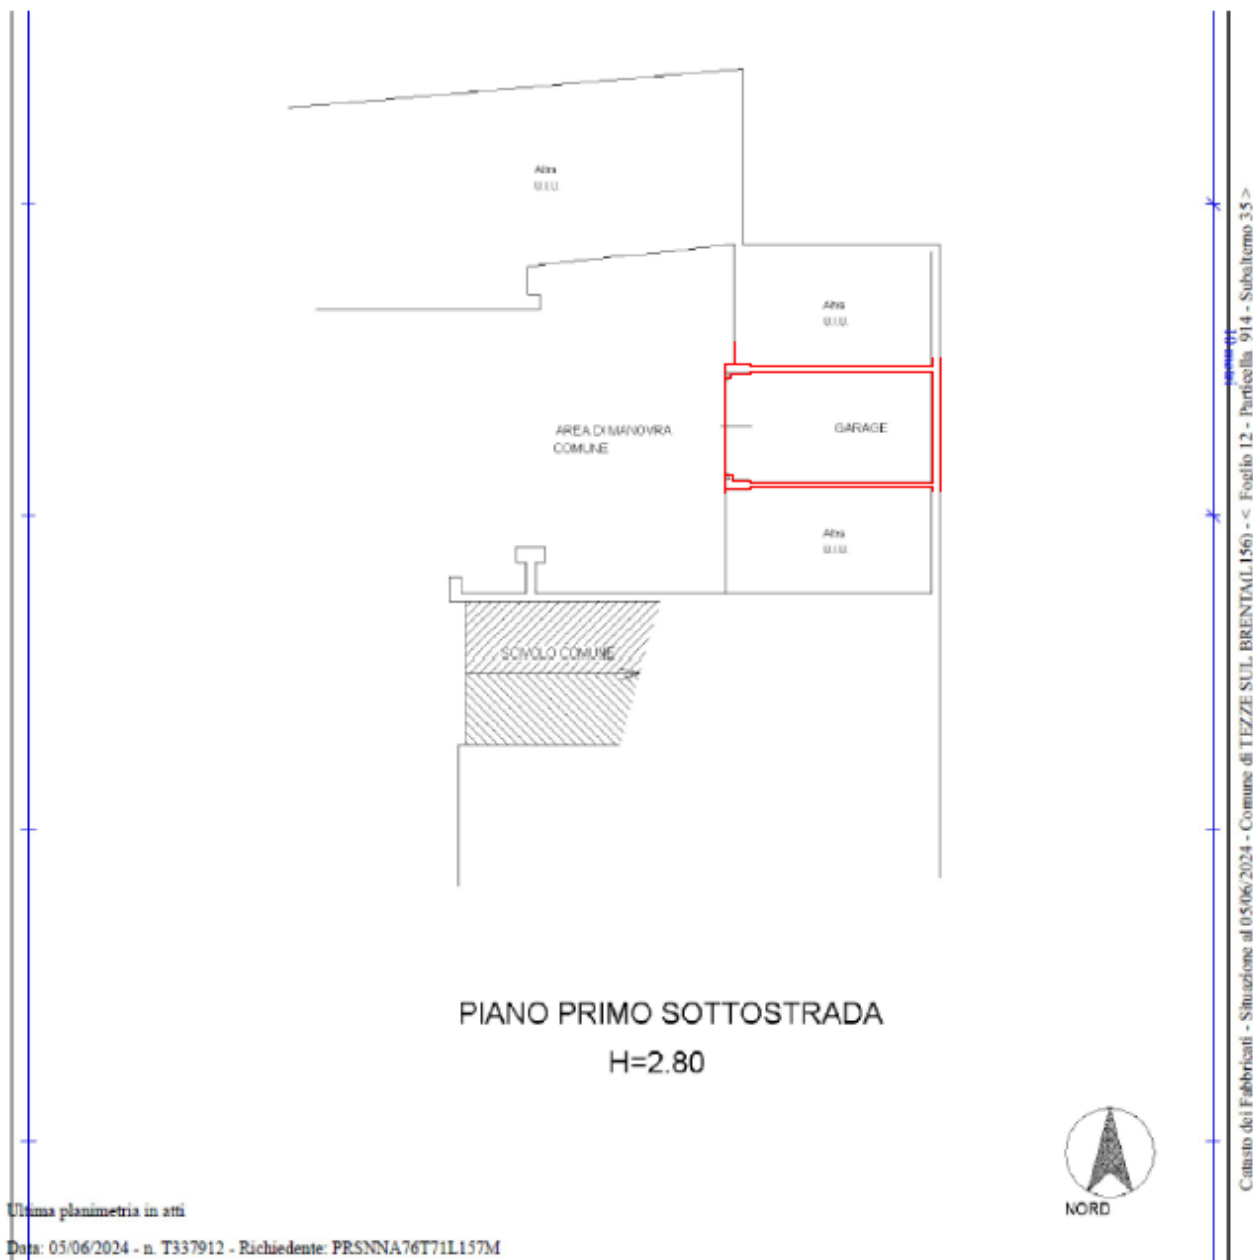 Altra
U.I.U.
Altra
U.I.U.
AREA DI MANOVRA
COMUNE
GARAGE
Altra
U.I.U.
SCIVOLO COMUNE
PIANO PRIMO SOTTOSTRADA
H=2.80
NORD
Ultima planimetria in atti
Data: 05/06/2024 - n. T337912 - Richiedente: PRSNNA76T71L157M
10 metri
Catasto dei Fabbricati - Situazione al 05/06/2024 - Comune di TEZZE SUL BRENTA(L156) - < Foglio 12 - Particella 914 - Subalterno 35 >